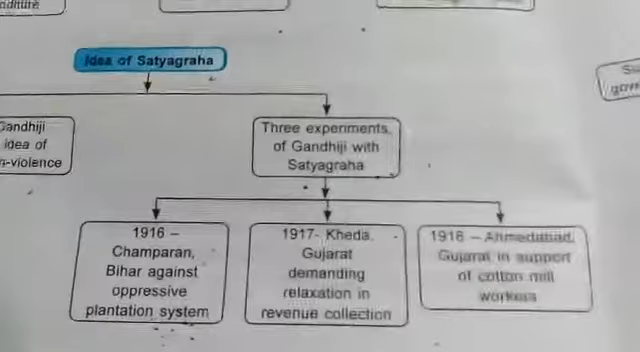 Idea of Satyagraha
Gandhiji
idea of
n-violence
Three experiments
of Gandhiji with
Satyagraha
1916 –
Champaran,
Bihar against
oppressive
plantation system
1917- Kheda
Gujarat
demanding
relaxation in
revenue collection
1918 – Ahmedabad,
Gujarat in support
of cotton mill
workers